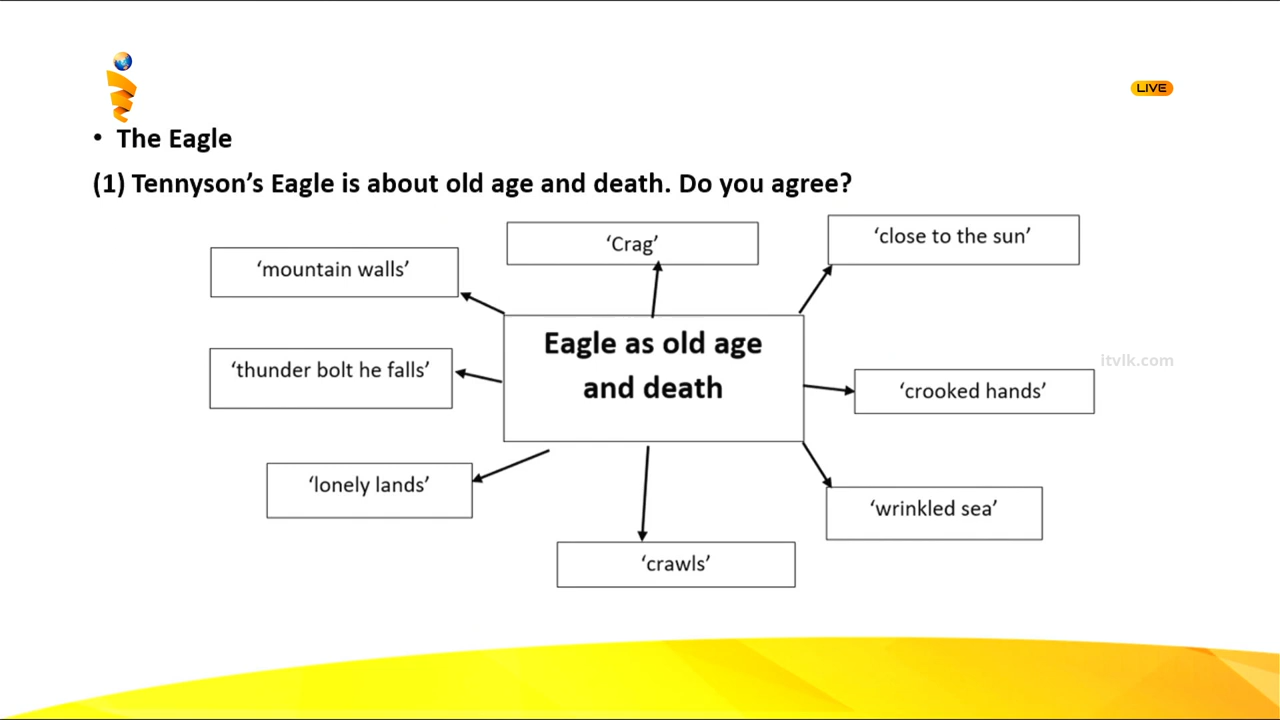 LIVE
• The Eagle
(1) Tennyson’s Eagle is about old age and death. Do you agree?
‘Crag’
‘close to the sun’
‘mountain walls’
Eagle as old age
and death
‘thunder bolt he falls’
itvlk.com
‘crooked hands’
‘lonely lands’
‘wrinkled sea’
‘crawls’